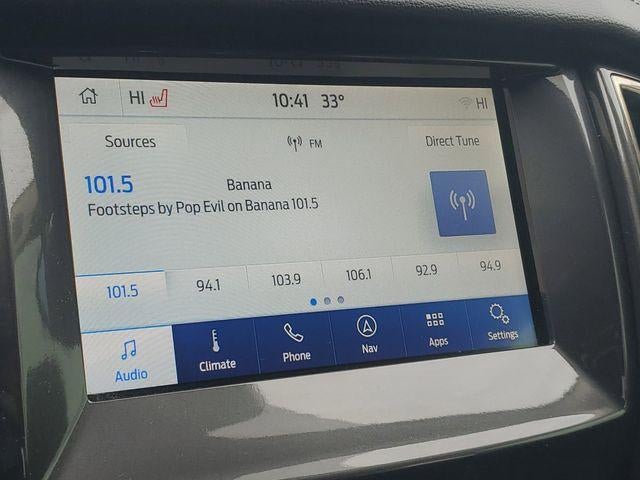 HI 10:41 33° HI
Sources FM Direct Tune
101.5 Banana
Footsteps by Pop Evil on Banana 101.5
101.5 94.1 103.9 106.1 92.9 94.9
Audio Climate Phone Nav Apps Settings